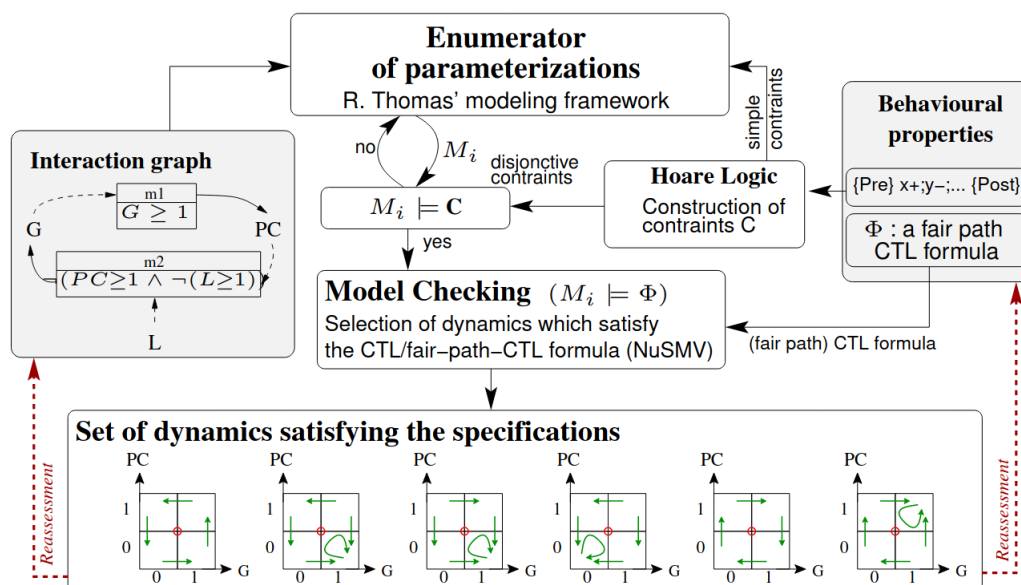 Enumerator
of parameterizations
R. Thomas' modeling framework
no
M_i
simple
contraints
Behavioural
properties
{Pre} x+;y−;... {Post}
Φ : a fair path
CTL formula
Interaction graph
m1
G ≥ 1
G
PC
m2
¬(PC≥1 ∧ ¬(L≥1))
L
disjonctive
contraints
Hoare Logic
Construction of
contraints C
M_i |= C
yes
Model Checking (M_i |= Φ)
Selection of dynamics which satisfy
the CTL/fair−path−CTL formula (NuSMV)
(fair path) CTL formula
Reassessment
Reassessment
Set of dynamics satisfying the specifications
PC PC PC PC PC PC
1 1 1 1 1 1
0 0 0 0 0 0
0 1 G 0 1 G 0 1 G 0 1 G 0 1 G 0 1 G